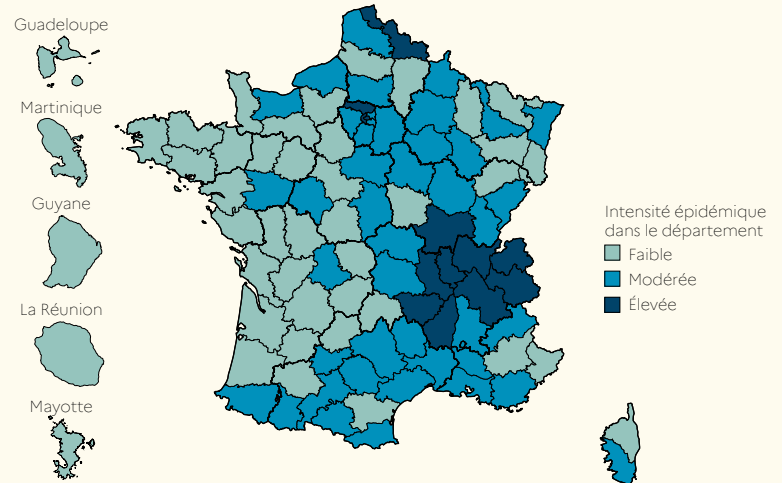 Guadeloupe
Martinique
Guyane
La Réunion
Mayotte
Intensité épidémique
dans le département
Faible
Modérée
Élevée